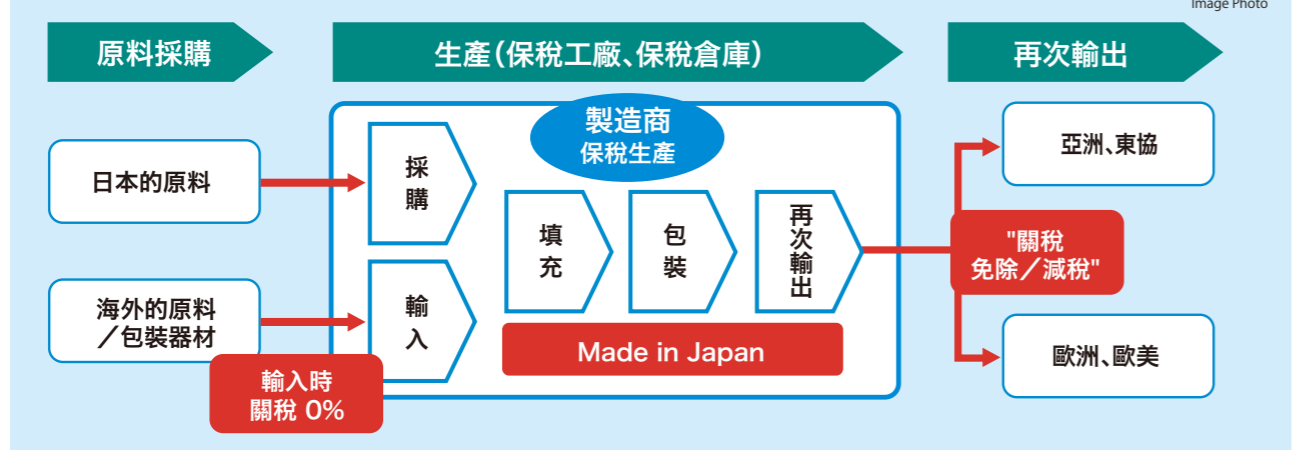 Image Photo
原料採購
生產(保稅工廠、保稅倉庫)
再次輸出
製造商
保稅生產
日本的原料
海外的原料
／包裝器材
輸入時
關稅 0%
採
購
輸
入
填
充
包
裝
再
次
輸
出
Made in Japan
亞洲、東協
"關稅
免除／減稅"
歐洲、歐美